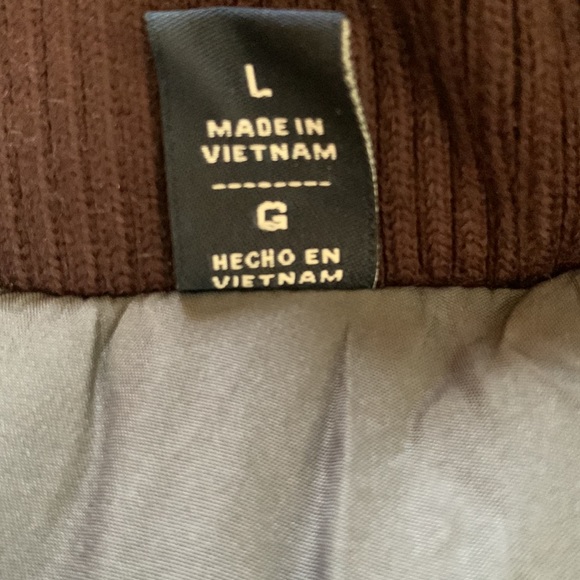 L
MADE IN
VIETNAM
---------
G
HECHO EN
VIETNAM